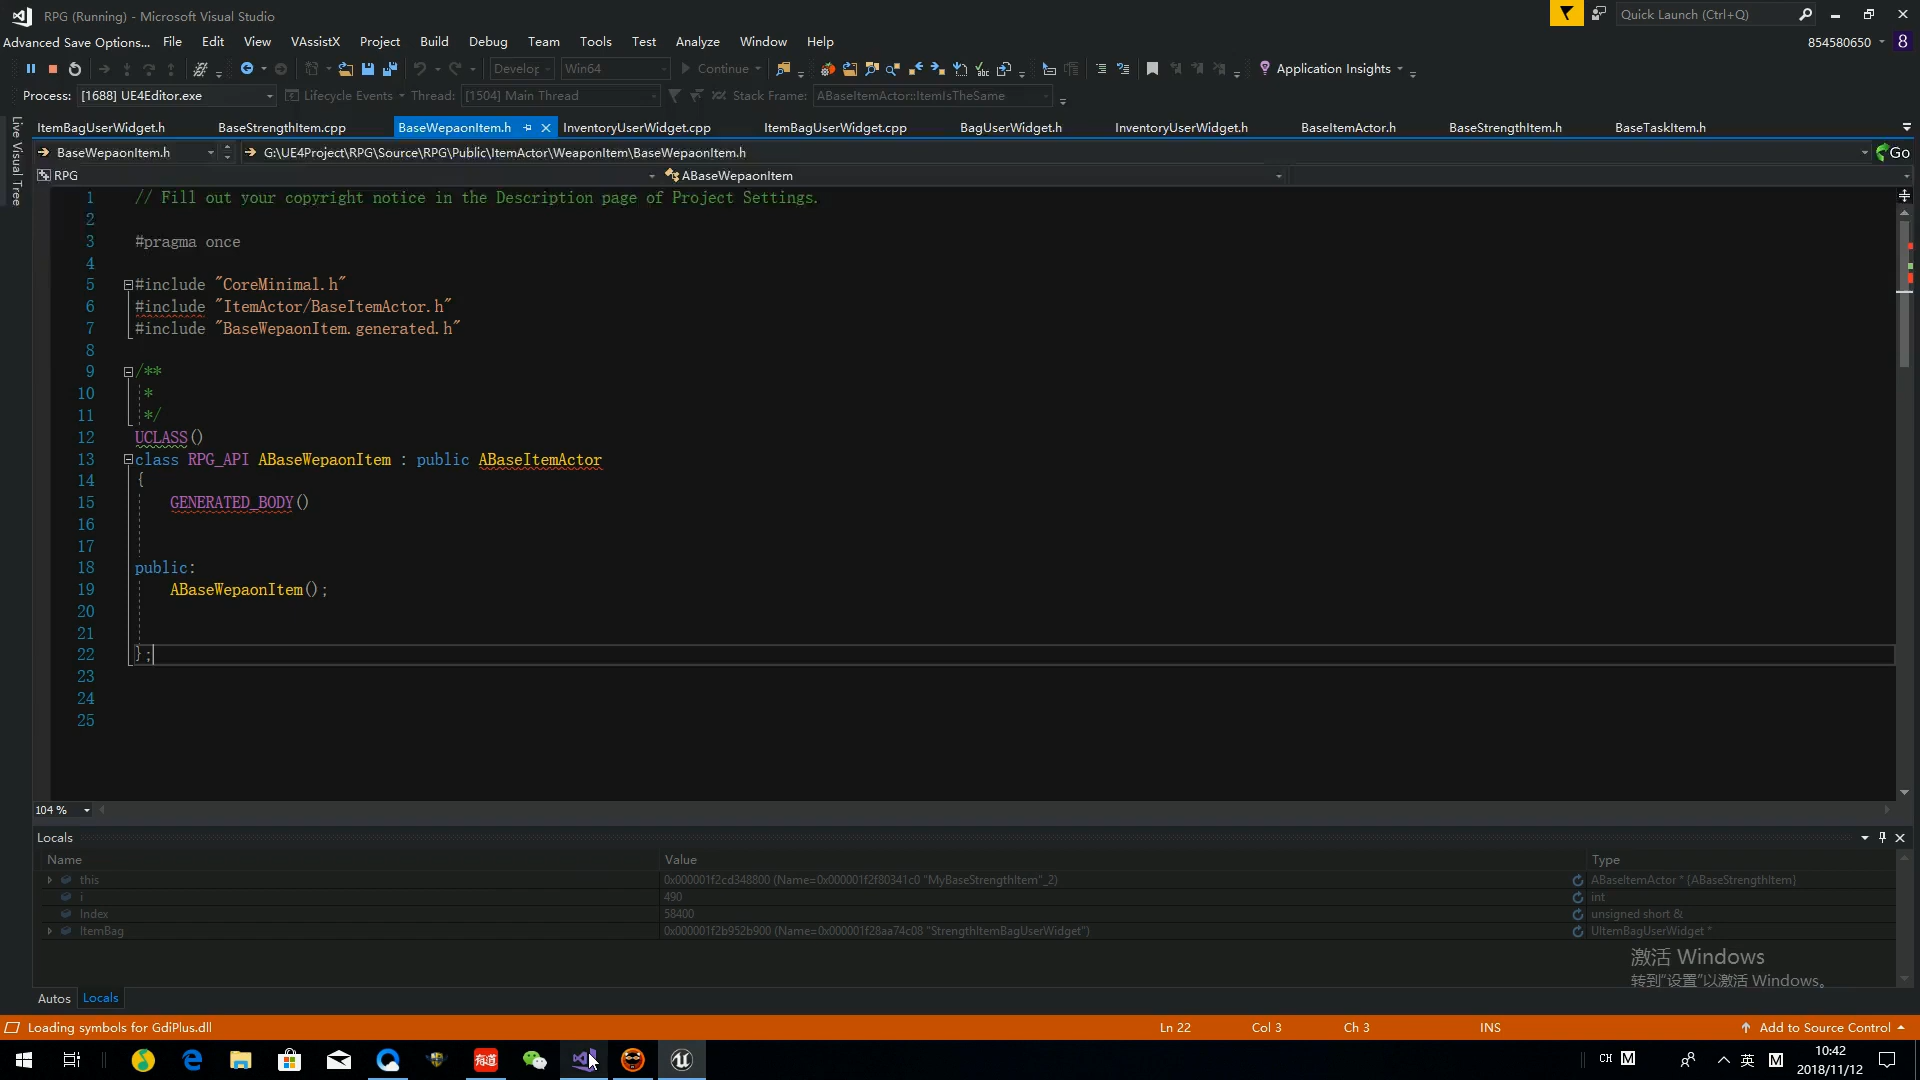 RPG (Running) - Microsoft Visual Studio
Quick Launch (Ctrl+Q)
Advanced Save Options... File Edit View VAssistX Project Build Debug Team Tools Test Analyze Window Help
854580650 8
Develop Win64 Continue Application Insights
Process: [1688] UE4Editor.exe Lifecycle Events Thread: [1504] Main Thread Stack Frame: ABaseItemActor::ItemIsTheSame
Live Visual Tree
ItemBagUserWidget.h BaseStrengthItem.cpp BaseWepaonItem.h InventoryUserWidget.cpp ItemBagUserWidget.cpp BagUserWidget.h InventoryUserWidget.h BaseItemActor.h BaseStrengthItem.h BaseTaskItem.h
BaseWepaonItem.h G:\UE4Project\RPG\Source\RPG\Public\ItemActor\WeaponItem\BaseWepaonItem.h Go
RPG ABaseWepaonItem
1 // Fill out your copyright notice in the Description page of Project Settings.
2
3 #pragma once
4
5 #include "CoreMinimal.h"
6 #include "ItemActor/BaseItemActor.h"
7 #include "BaseWepaonItem.generated.h"
8
9 /**
10 *
11 */
12 UCLASS()
13 class RPG_API ABaseWepaonItem : public ABaseItemActor
14 {
15 GENERATED_BODY()
16
17
18 public:
19 ABaseWepaonItem();
20
21
22 };
23
24
25
104 %
Locals
Name Value Type
this 0x000001f2cd348800 (Name=0x000001f2f80341c0 "MyBaseStrengthItem"_2) ABaseItemActor * {ABaseStrengthItem}
i 490 int
Index 58400 unsigned short &
ItemBag 0x000001f2b952b900 (Name=0x000001f28aa74c08 "StrengthItemBagUserWidget") UItemBagUserWidget *
激活 Windows
转到"设置"以激活 Windows。
Autos Locals
Loading symbols for GdiPlus.dll Ln 22 Col 3 Ch 3 INS Add to Source Control
有道 CH M 英 M
10:42
2018/11/12